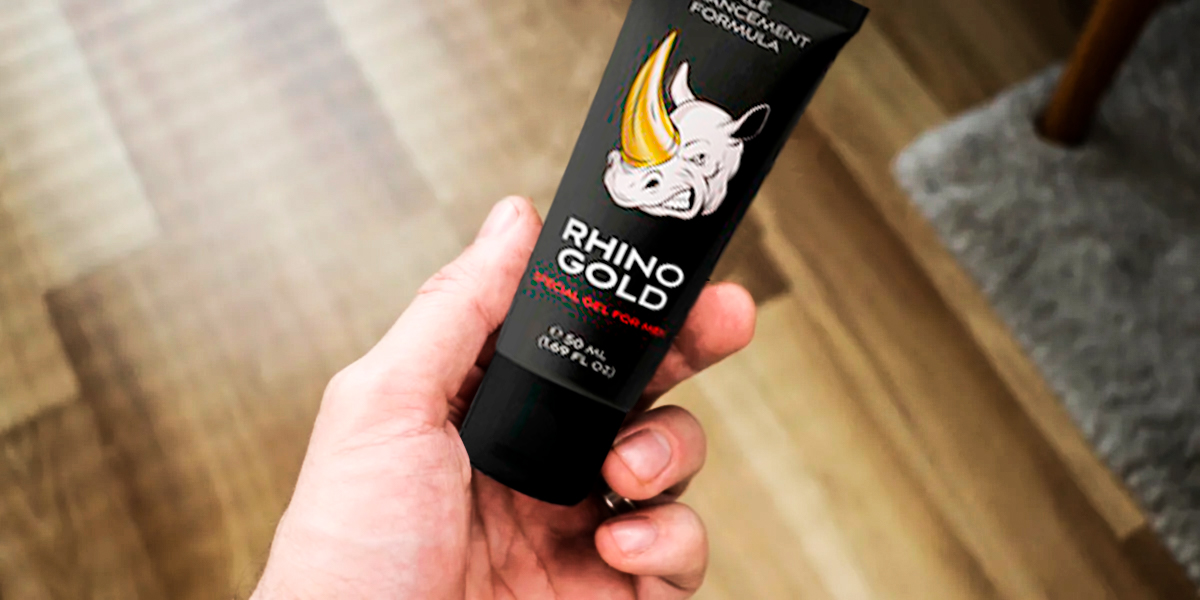 FORMULA
RHINO
GOLD
SPECIAL GEL FOR MEN
℮ 50 ML
(1.69 FL OZ)